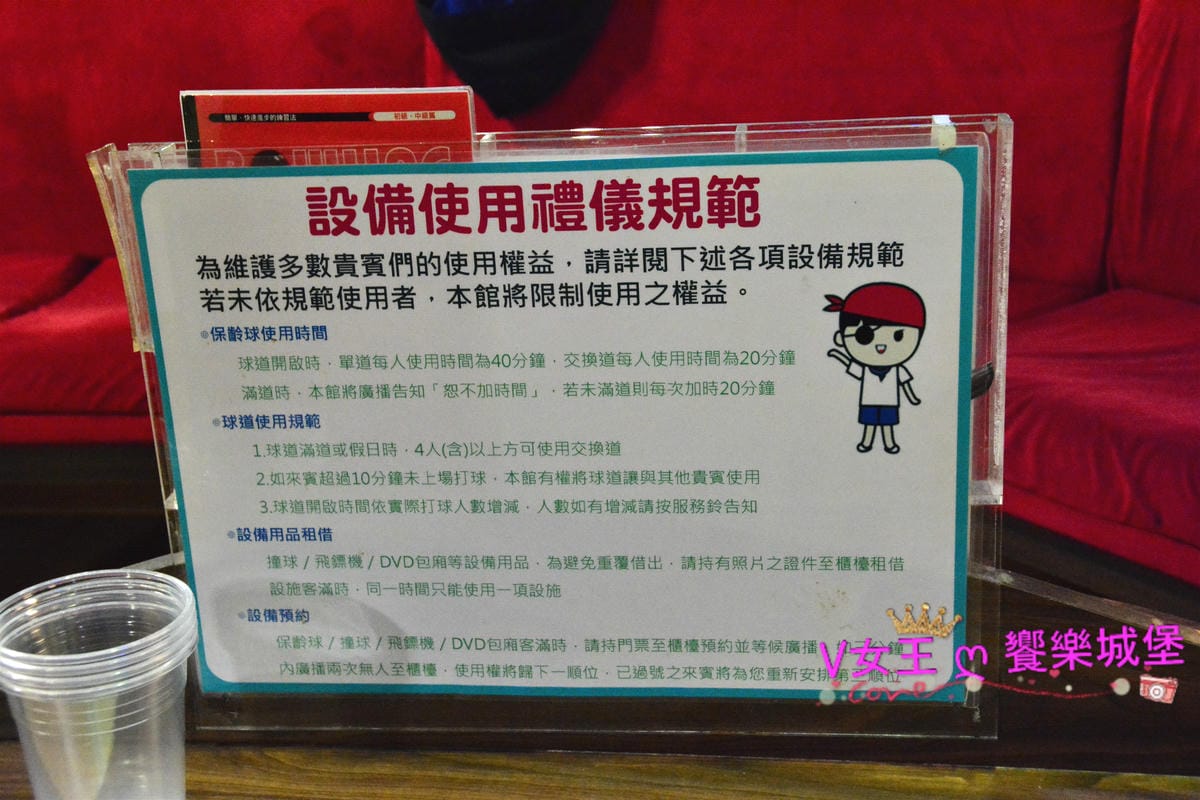 簡單、快速進步的練習法
初級、中級篇
設備使用禮儀規範
為維護多數貴賓們的使用權益，請詳閱下述各項設備規範
若未依規範使用者，本館將限制使用之權益。
保齡球使用時間
球道開啟時，單道每人使用時間為40分鐘，交換道每人使用時間為20分鐘
滿道時，本館將廣播告知「恕不加時間」，若未滿道則每次加時20分鐘
球道使用規範
1.球道滿道或假日時，4人(含)以上方可使用交換道
2.如來賓超過10分鐘未上場打球，本館有權將球道讓與其他貴賓使用
3.球道開啟時間依實際打球人數增減，人數如有增減請按服務鈴告知
設備用品租借
撞球 / 飛鏢機 / DVD包廂等設備用品，為避免重覆借出，請持有照片之證件至櫃檯租借
設施客滿時，同一時間只能使用一項設施
設備預約
保齡球 / 撞球 / 飛鏢機 / DVD包廂客滿時，請持門票至櫃檯預約並等候廣播，分鐘
內廣播兩次無人至櫃檯，使用權將歸下一順位，已過號之來賓將為您重新安排第二順位
V女王 ღ 饗樂城堡
Love